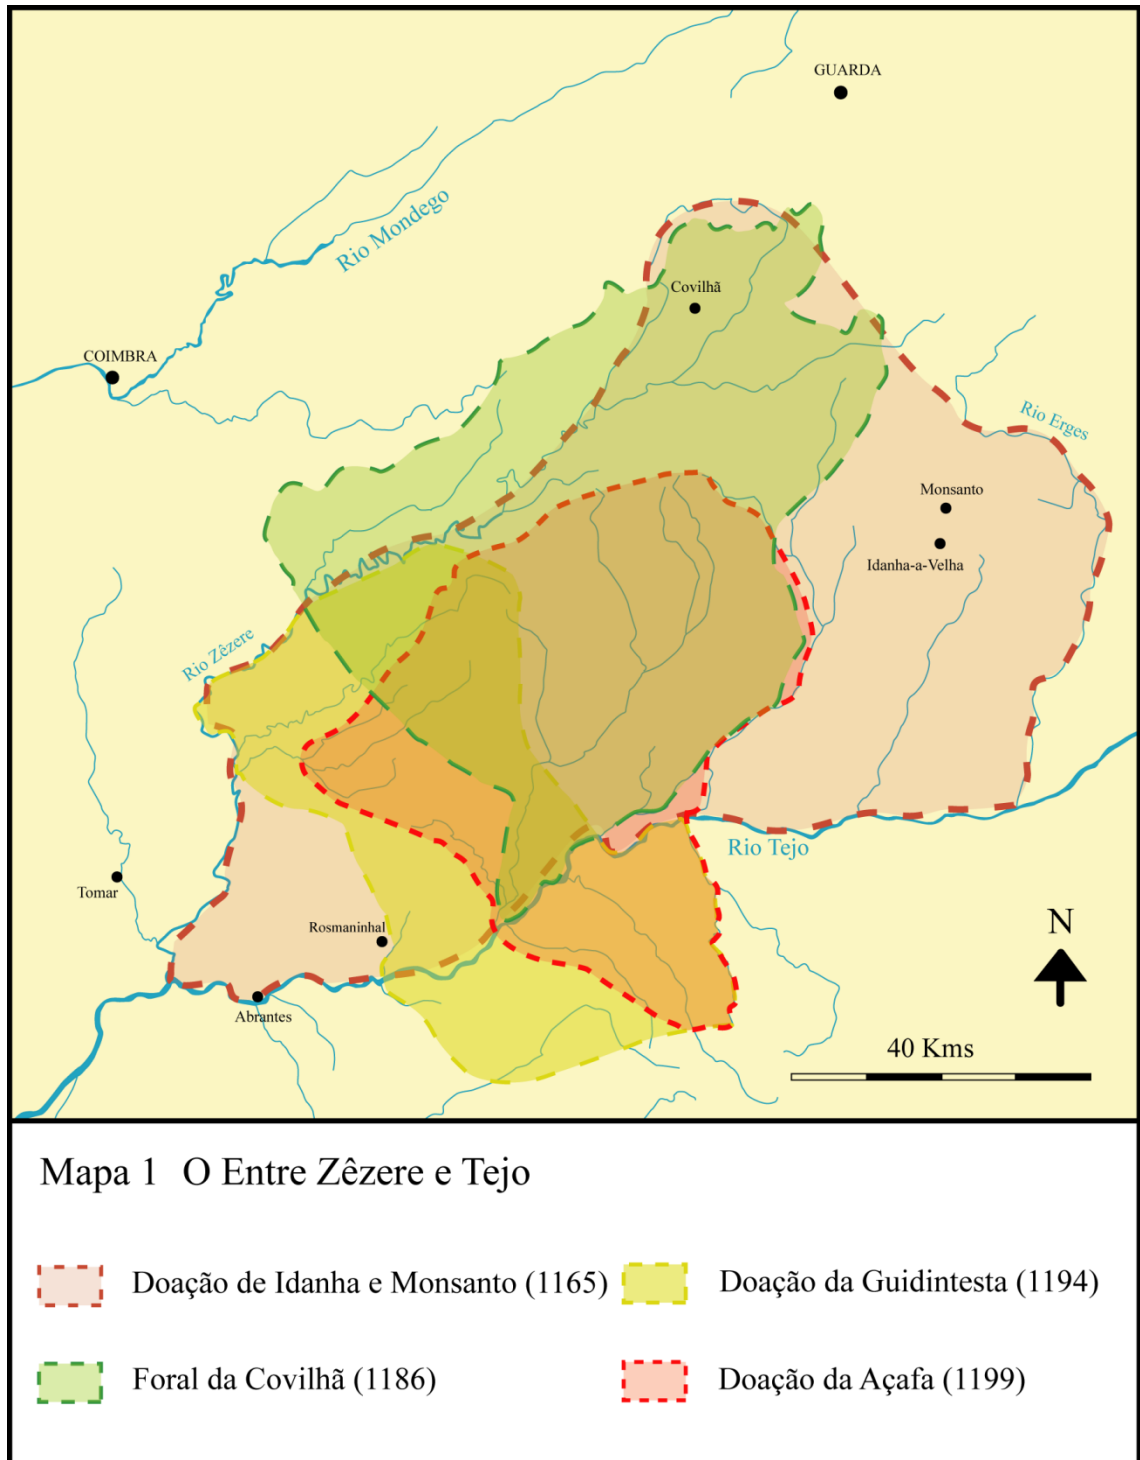 GUARDA
Rio Mondego
Covilhã
COIMBRA
Rio Erges
Monsanto
Idanha-a-Velha
Rio Zêzere
Rio Tejo
Tomar
Rosmaninhal
N
Abrantes
40 Kms
Mapa 1 O Entre Zêzere e Tejo
Doação de Idanha e Monsanto (1165)
Doação da Guidintesta (1194)
Foral da Covilhã (1186)
Doação da Açafa (1199)